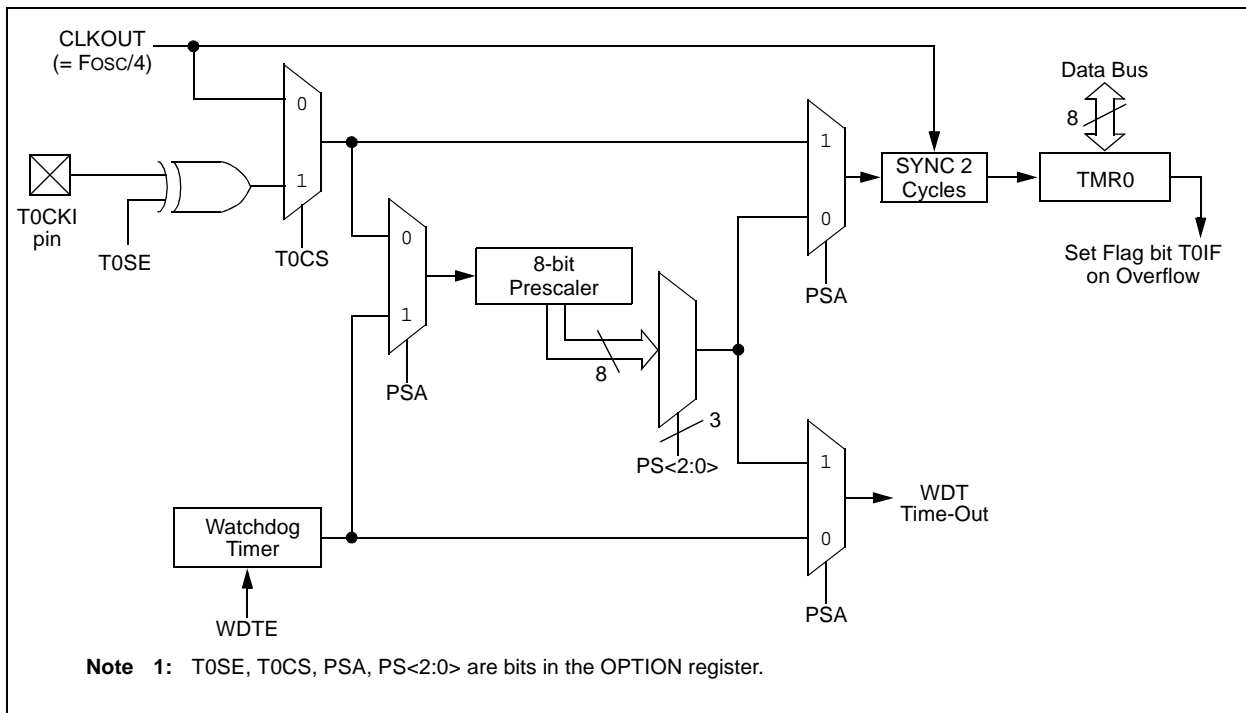 CLKOUT
(= FOSC/4)
0
1
T0CKI
pin
T0SE
T0CS
0
1
PSA
8-bit
Prescaler
8
3
PS<2:0>
1
0
PSA
SYNC 2
Cycles
Data Bus
8
TMR0
Set Flag bit T0IF
on Overflow
Watchdog
Timer
WDTE
1
0
PSA
WDT
Time-Out
Note 1: T0SE, T0CS, PSA, PS<2:0> are bits in the OPTION register.